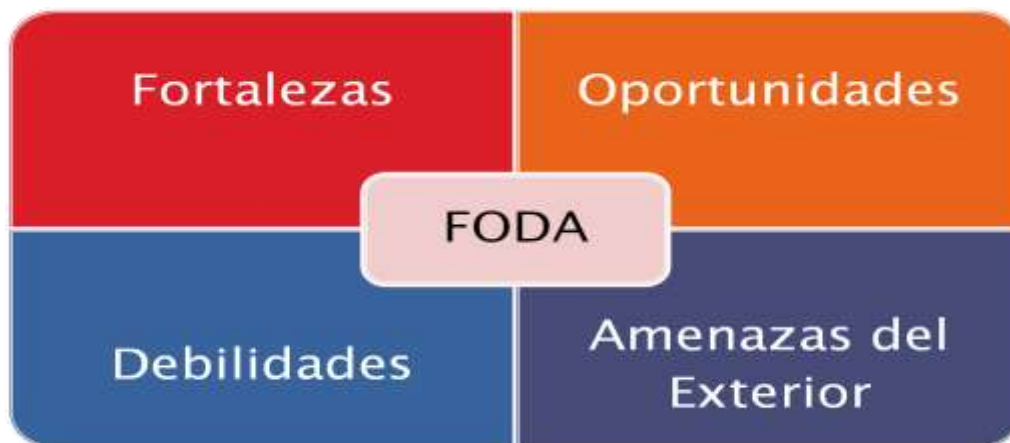 Fortalezas
Oportunidades
FODA
Debilidades
Amenazas del
Exterior